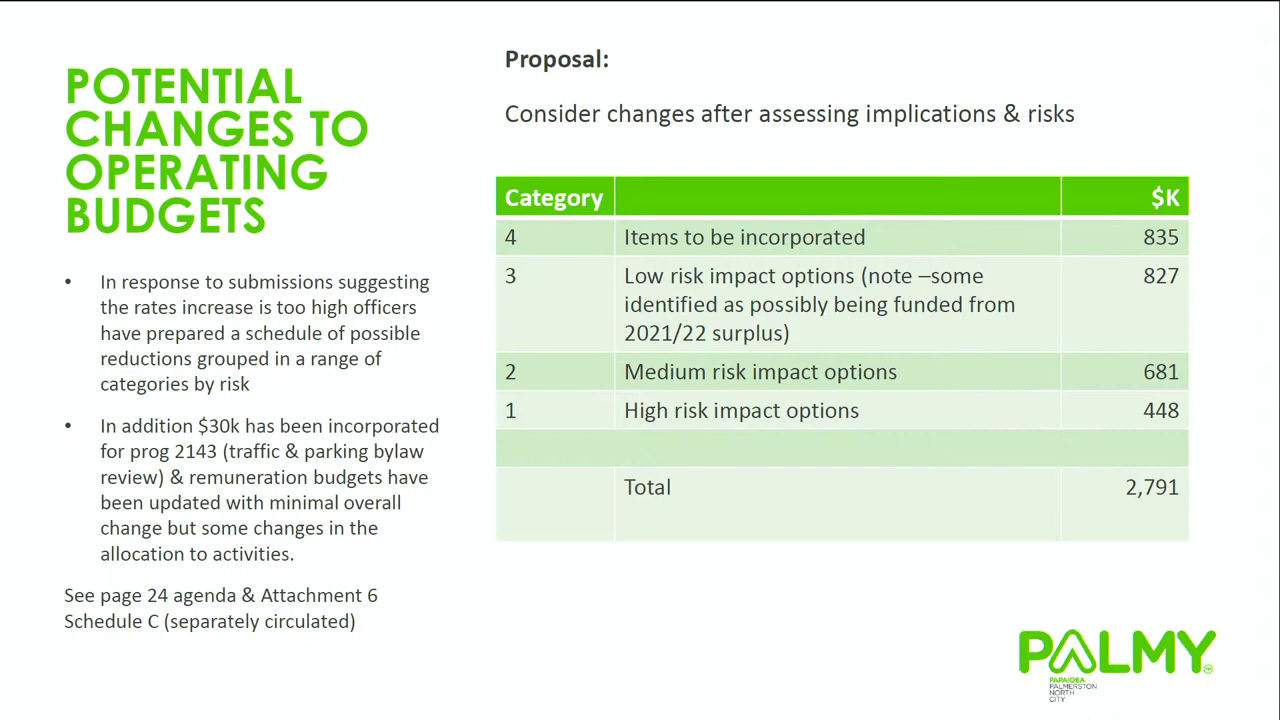 POTENTIAL
CHANGES TO
OPERATING
BUDGETS
• In response to submissions suggesting
the rates increase is too high officers
have prepared a schedule of possible
reductions grouped in a range of
categories by risk
• In addition $30k has been incorporated
for prog 2143 (traffic & parking bylaw
review) & remuneration budgets have
been updated with minimal overall
change but some changes in the
allocation to activities.
See page 24 agenda & Attachment 6
Schedule C (separately circulated)
Proposal:
Consider changes after assessing implications & risks
Category $K
4 Items to be incorporated 835
3 Low risk impact options (note –some 827
identified as possibly being funded from
2021/22 surplus)
2 Medium risk impact options 681
1 High risk impact options 448
Total 2,791
PALMY™
PAPAIOEA
PALMERSTON
NORTH
CITY